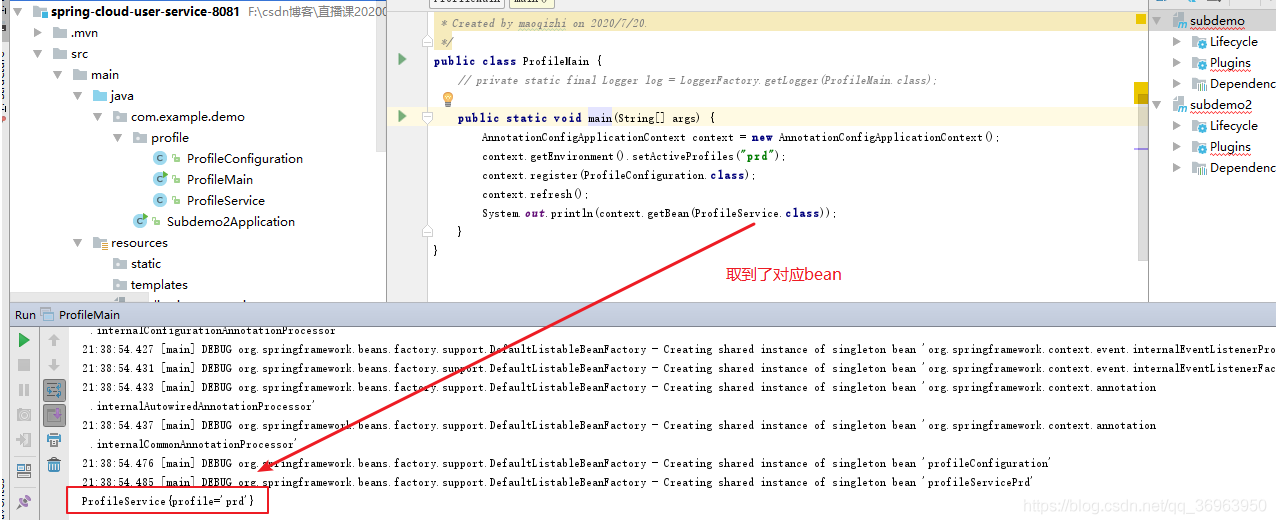 spring-cloud-user-service-8081 F:\csdn博客\直播课20200
.mvn
src
main
java
com.example.demo
profile
ProfileConfiguration
ProfileMain
ProfileService
Subdemo2Application
resources
static
templates
* Created by maoqishi on 2020/7/20.
*/
public class ProfileMain {
// private static final Logger log = LoggerFactory.getLogger(ProfileMain.class);
public static void main(String[] args) {
AnnotationConfigApplicationContext context = new AnnotationConfigApplicationContext();
context.getEnvironment().setActiveProfiles("prd");
context.register(ProfileConfiguration.class);
context.refresh();
System.out.println(context.getBean(ProfileService.class));
}
}
取到了对应bean
subdemo
Lifecycle
Plugins
Dependenc
subdemo2
Lifecycle
Plugins
Dependenc
Run ProfileMain
.internalConfigurationAnnotationProcessor
21:38:54.427 [main] DEBUG org.springframework.beans.factory.support.DefaultListableBeanFactory - Creating shared instance of singleton bean 'org.springframework.context.event.internalEventListenerPro
21:38:54.431 [main] DEBUG org.springframework.beans.factory.support.DefaultListableBeanFactory - Creating shared instance of singleton bean 'org.springframework.context.event.internalEventListenerFac
21:38:54.433 [main] DEBUG org.springframework.beans.factory.support.DefaultListableBeanFactory - Creating shared instance of singleton bean 'org.springframework.context.annotation
.internalAutowiredAnnotationProcessor'
21:38:54.437 [main] DEBUG org.springframework.beans.factory.support.DefaultListableBeanFactory - Creating shared instance of singleton bean 'org.springframework.context.annotation
.internalCommonAnnotationProcessor'
21:38:54.476 [main] DEBUG org.springframework.beans.factory.support.DefaultListableBeanFactory - Creating shared instance of singleton bean 'profileConfiguration'
21:38:54.485 [main] DEBUG org.springframework.beans.factory.support.DefaultListableBeanFactory - Creating shared instance of singleton bean 'profileServicePrd'
ProfileService{profile='prd'}
https://blog.csdn.net/qq_36963950